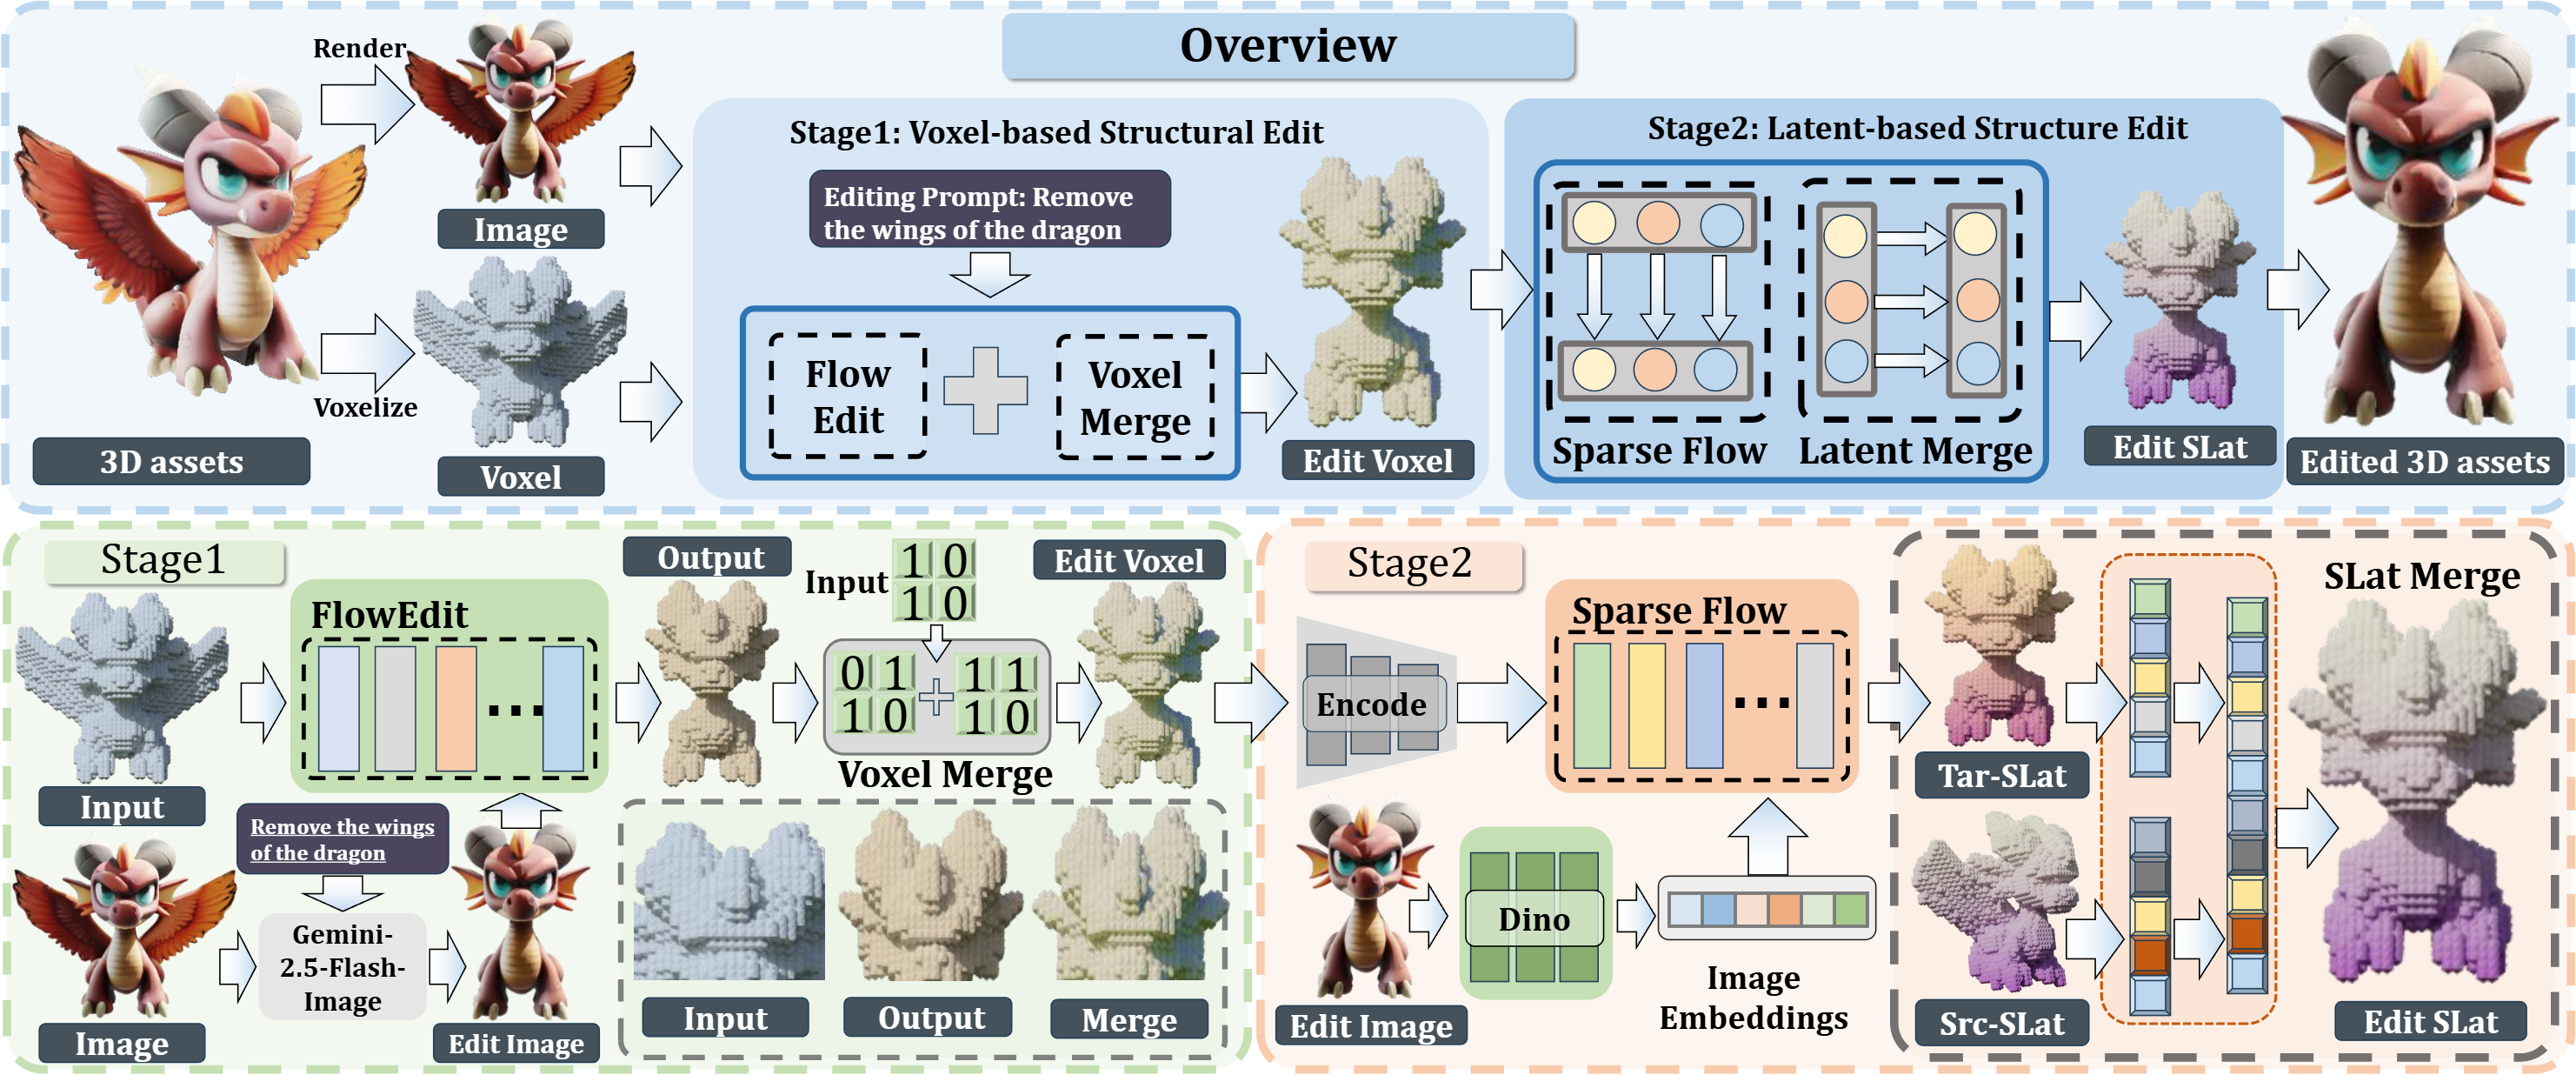 Overview
Render
Image
Voxelize
Voxel
3D assets
Stage1: Voxel-based Structural Edit
Editing Prompt: Remove
the wings of the dragon
Flow
Edit
Voxel
Merge
Edit Voxel
Stage2: Latent-based Structure Edit
Sparse Flow
Latent Merge
Edit SLat
Edited 3D assets
Stage1
Input
FlowEdit
...
Output
Input
1 0
1 0
0 1
1 0
+
1 1
1 0
Voxel Merge
Edit Voxel
Image
Remove the wings
of the dragon
Gemini-
2.5-Flash-
Image
Edit Image
Input
Output
Merge
Stage2
Encode
Sparse Flow
...
Edit Image
Dino
Image
Embeddings
Tar-SLat
Src-SLat
SLat Merge
Edit SLat